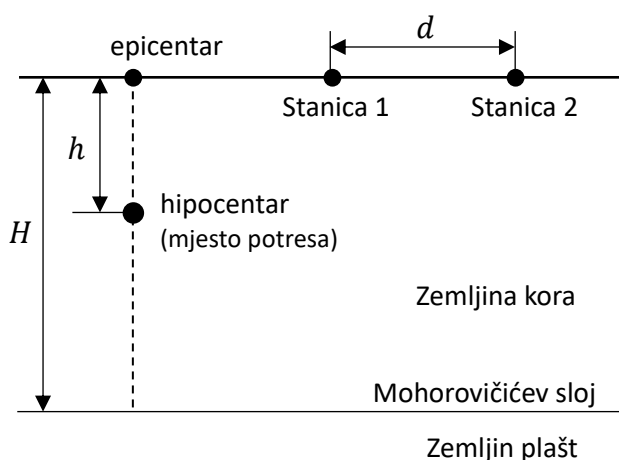 d
epicentar
Stanica 1
Stanica 2
h
hipocentar
(mjesto potresa)
H
Zemljina kora
Mohorovičićev sloj
Zemljin plašt